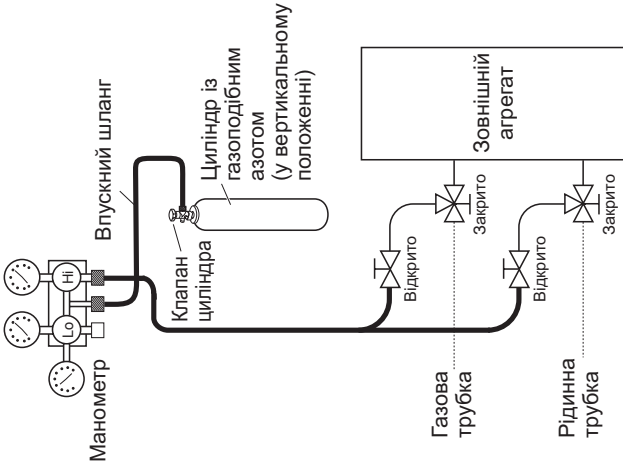 Манометр
Lo
Hi
Впускний шланг
Клапан
циліндра
Циліндр із
газоподібним
азотом
(у вертикальному
положенні)
Відкрито
Закрито
Відкрито
Закрито
Зовнішній
агрегат
Газова
трубка
Рідинна
трубка